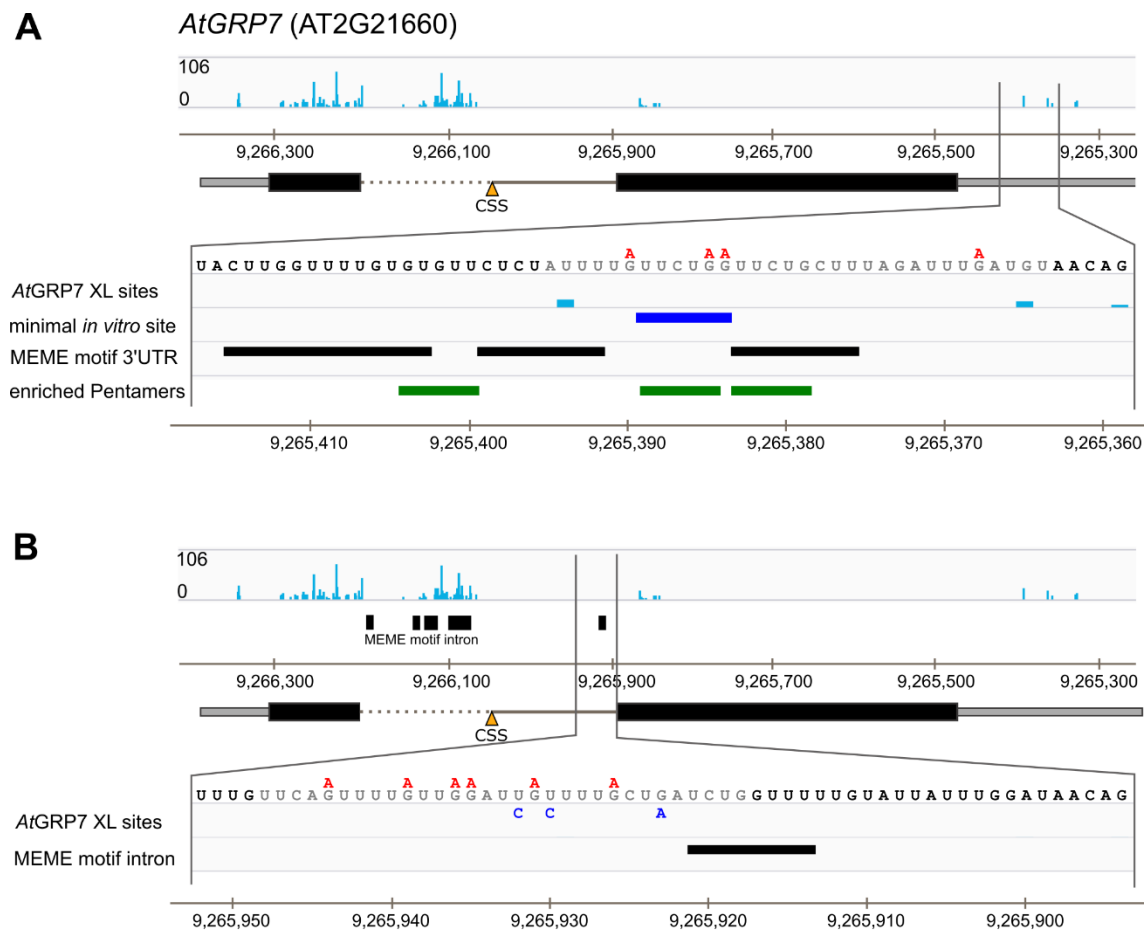 A
AtGRP7 (AT2G21660)
106
0
9,266,300 9,266,100 9,265,900 9,265,700 9,265,500 9,265,300
CSS
A A A A
UACUUGGUUUUGUGUGUUCUCUAUUUUGUUCUGGUUCUGCUUUAGAUUUGAUGUAACAG
AtGRP7 XL sites
minimal in vitro site
MEME motif 3'UTR
enriched Pentamers
9,265,410 9,265,400 9,265,390 9,265,380 9,265,370 9,265,360
B
106
0
MEME motif intron
9,266,300 9,266,100 9,265,900 9,265,700 9,265,500 9,265,300
CSS
A A A A A A
UUUGUUCAGUUUUGUUGGAUUGUUUUGCUGAUCUGGUUUUUGUAUUAUUUGGAUAACAG
C C A
AtGRP7 XL sites
MEME motif intron
9,265,950 9,265,940 9,265,930 9,265,920 9,265,910 9,265,900